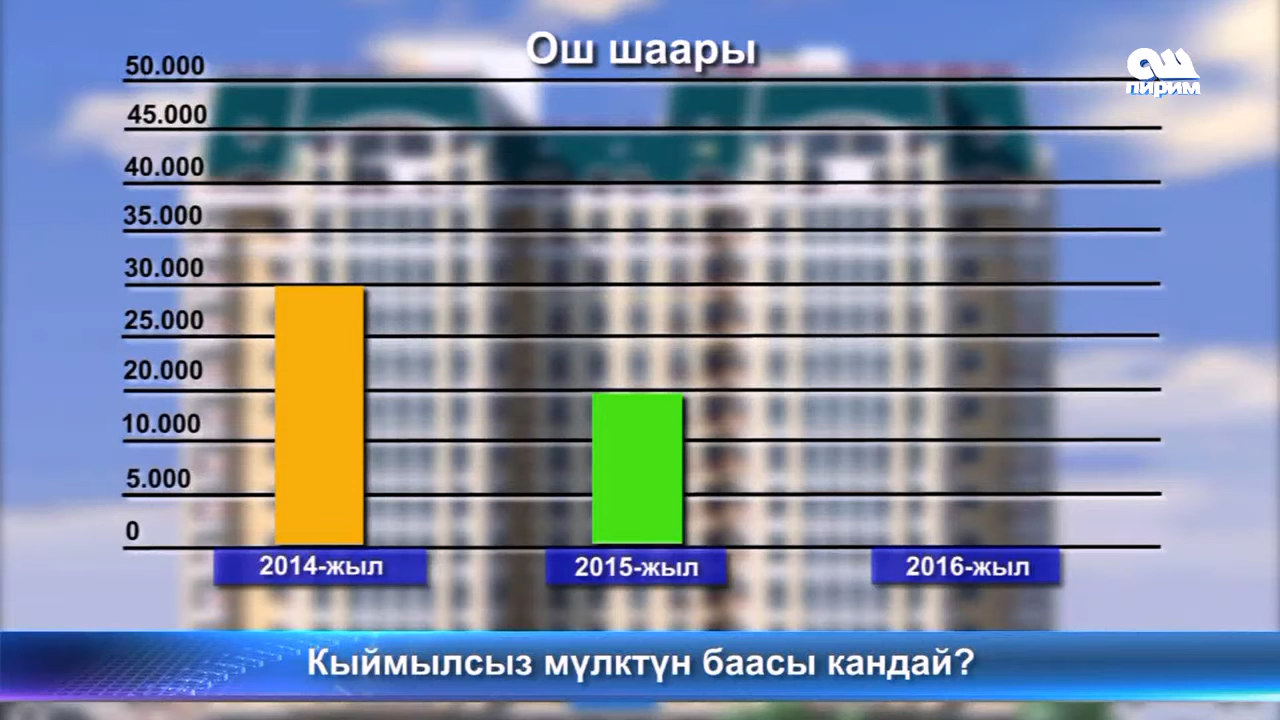 Ош шаары
ОШ
ПИРИМ
50.000
45.000
40.000
35.000
30.000
25.000
20.000
10.000
5.000
0
2014-жыл
2015-жыл
2016-жыл
Кыймылсыз мүлктүн баасы кандай?